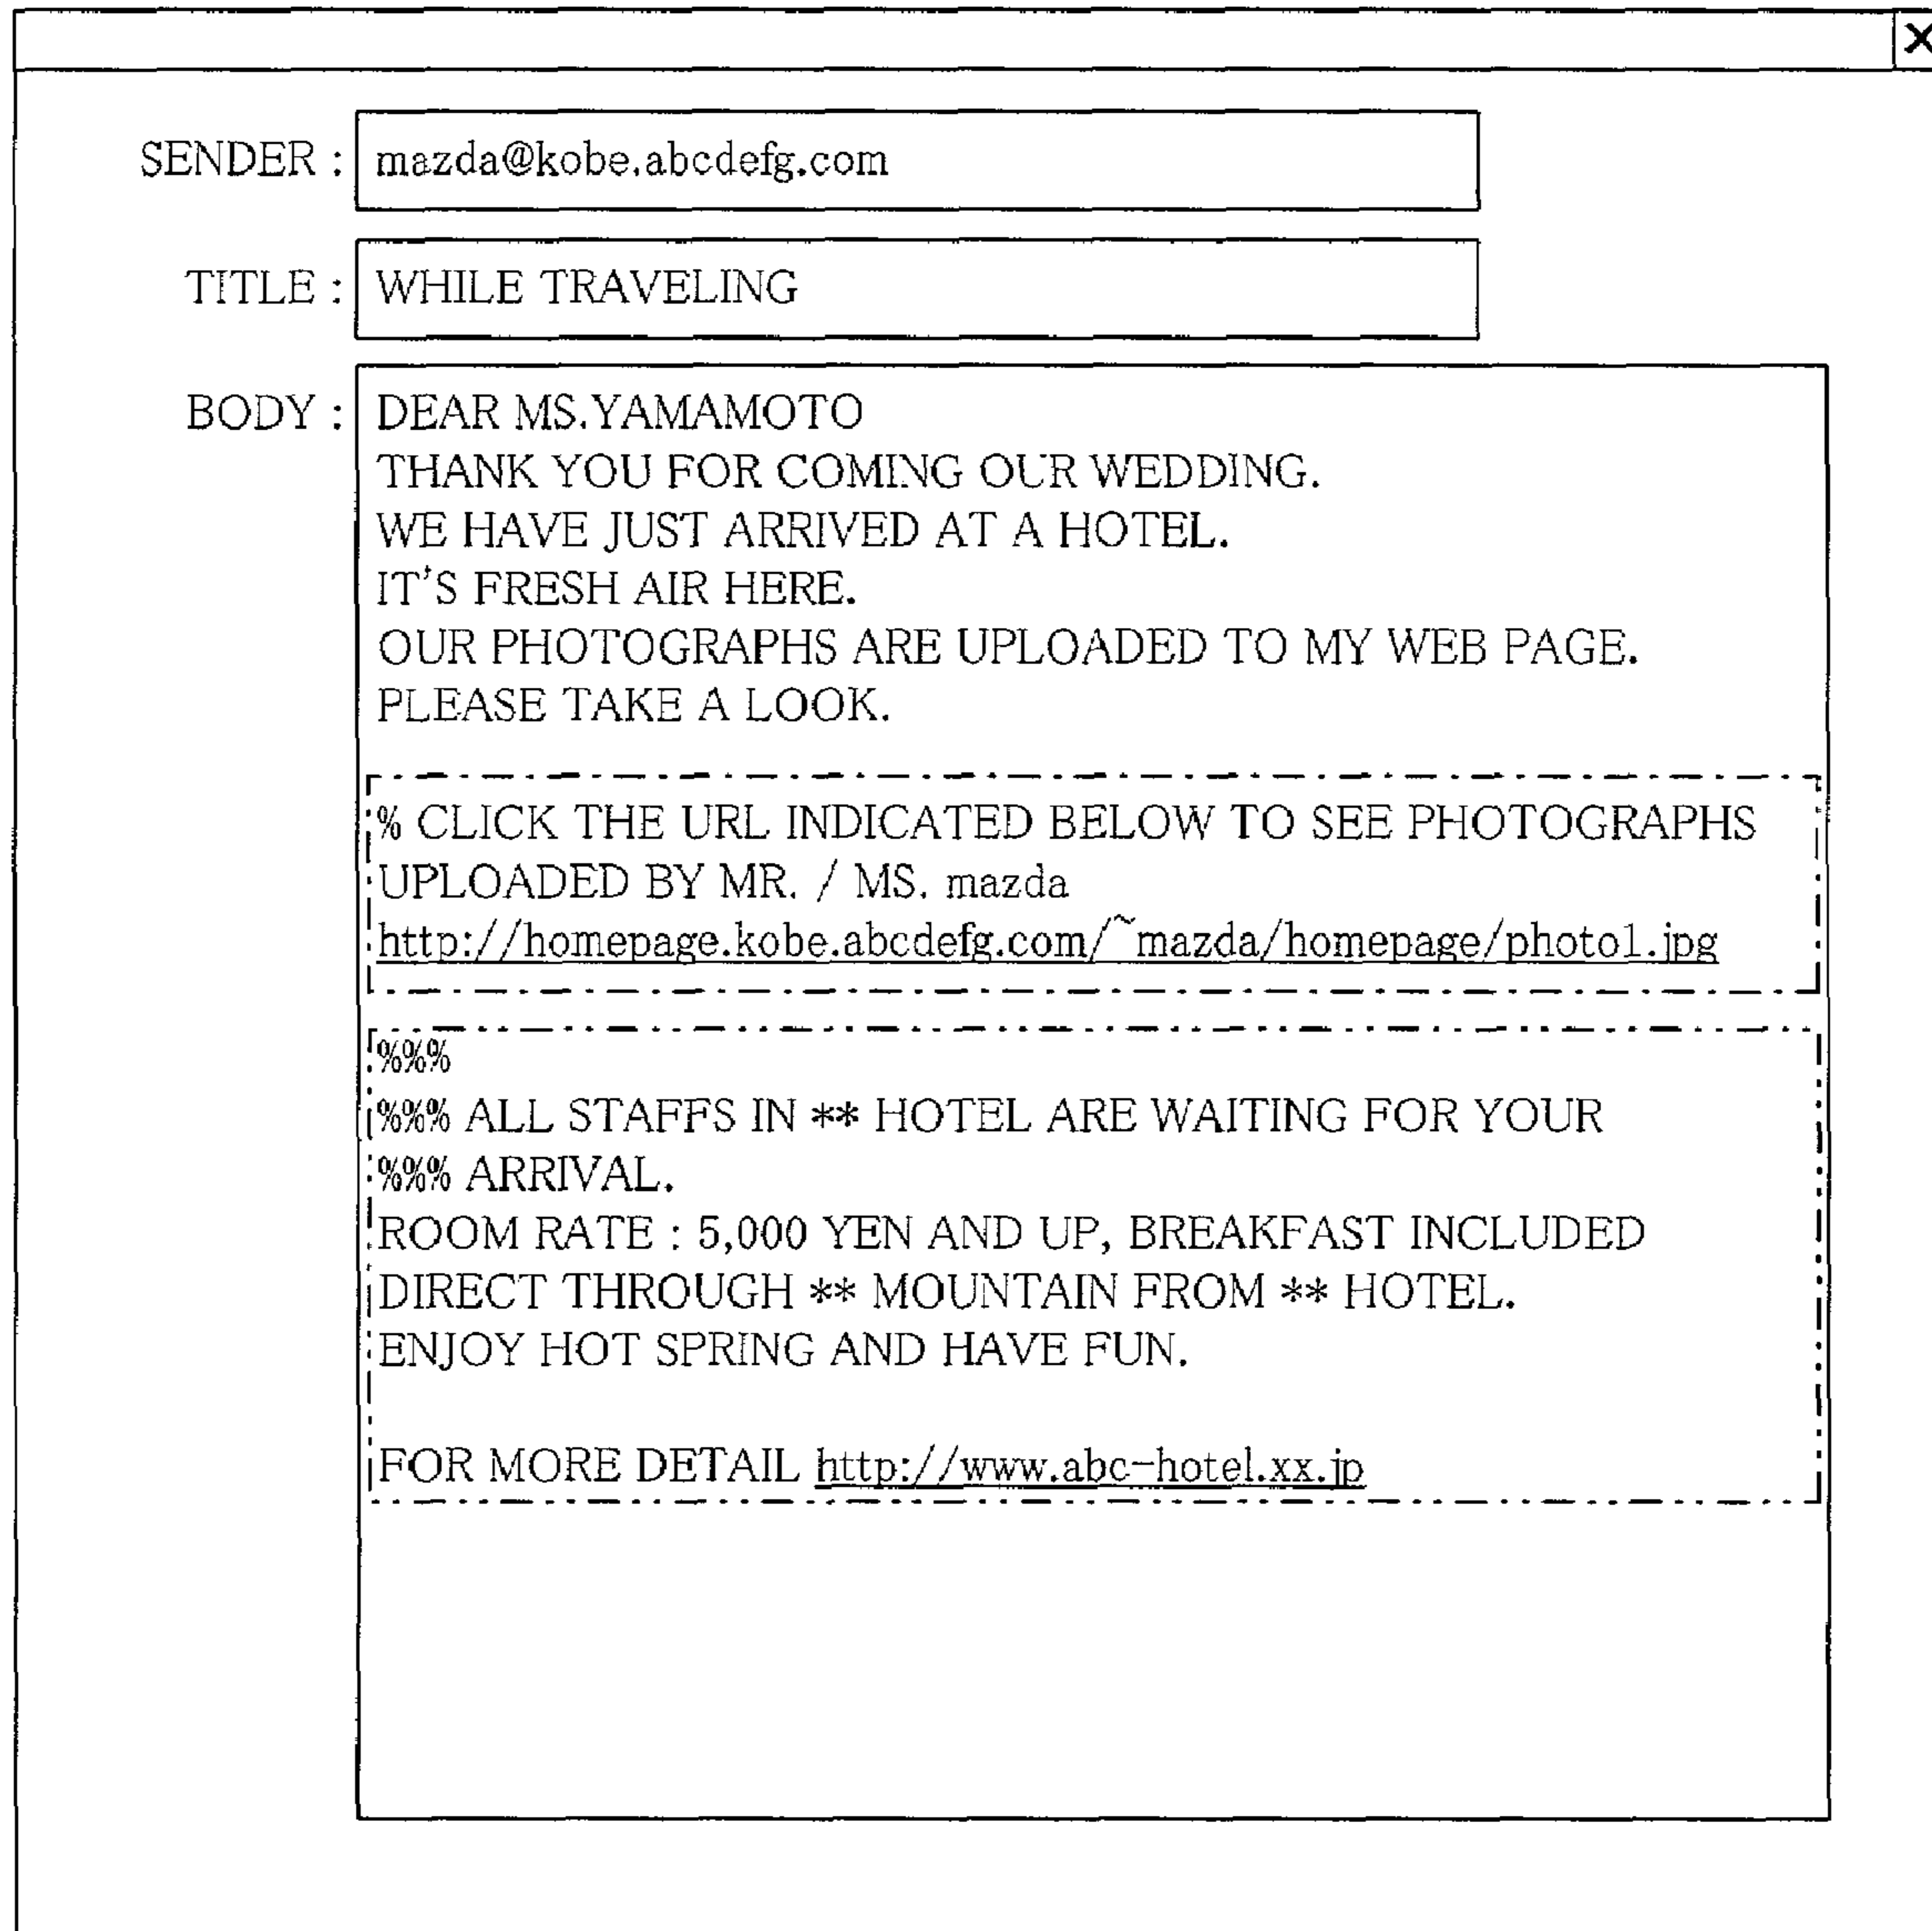 SENDER : mazda@kobe.abcdefg.com
TITLE : WHILE TRAVELING
BODY : DEAR MS.YAMAMOTO
THANK YOU FOR COMING OUR WEDDING.
WE HAVE JUST ARRIVED AT A HOTEL.
IT'S FRESH AIR HERE.
OUR PHOTOGRAPHS ARE UPLOADED TO MY WEB PAGE.
PLEASE TAKE A LOOK.
% CLICK THE URL INDICATED BELOW TO SEE PHOTOGRAPHS
UPLOADED BY MR. / MS. mazda
http://homepage.kobe.abcdefg.com/~mazda/homepage/photo1.jpg
%%%
%%% ALL STAFFS IN ** HOTEL ARE WAITING FOR YOUR
%%% ARRIVAL.
ROOM RATE : 5,000 YEN AND UP, BREAKFAST INCLUDED
DIRECT THROUGH ** MOUNTAIN FROM ** HOTEL.
ENJOY HOT SPRING AND HAVE FUN.
FOR MORE DETAIL http://www.abc-hotel.xx.jp